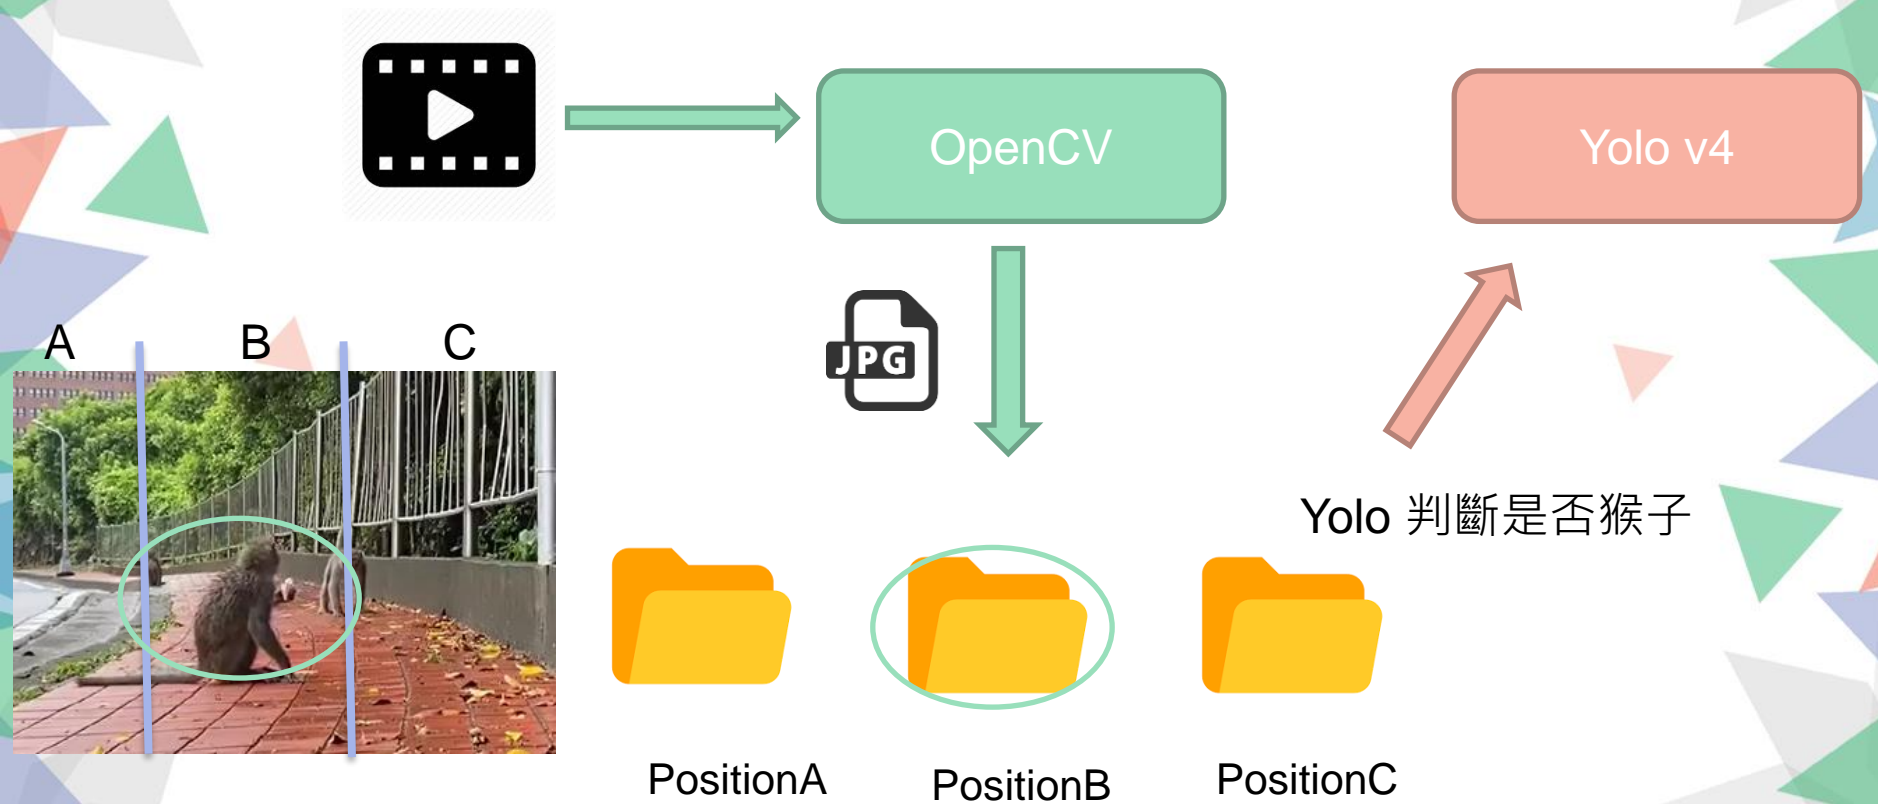 OpenCV
Yolo v4
JPG
A
B
C
Yolo 判斷是否猴子
PositionA
PositionB
PositionC